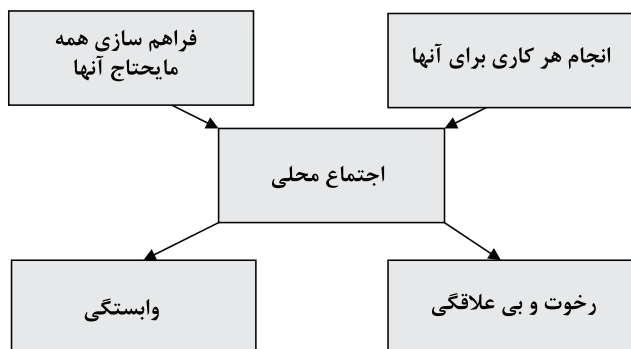 انجام هر کاری برای آنها
فراهم سازی همه
مایحتاج آنها
اجتماع محلی
رخوت و بی علاقگی
وابستگی